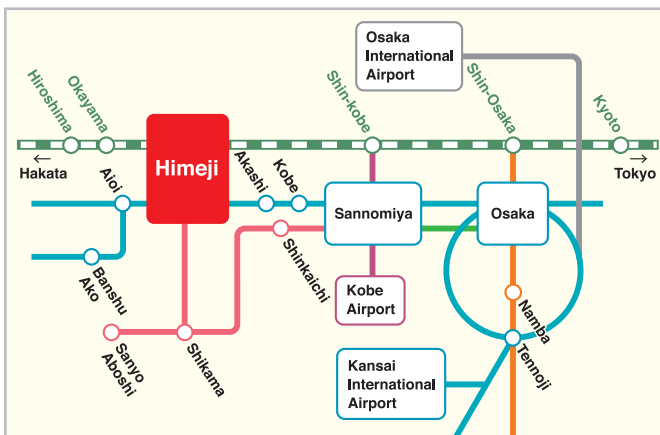 Osaka
International
Airport
Hiroshima
Okayama
Shin-kobe
Shin-Osaka
Kyoto
←
Hakata
→
Tokyo
Aioi
Himeji
Akashi
Kobe
Sannomiya
Osaka
Shinkaichi
Banshu
Ako
Kobe
Airport
Namba
Sanyo
Aboshi
Shikama
Tennoji
Kansai
International
Airport